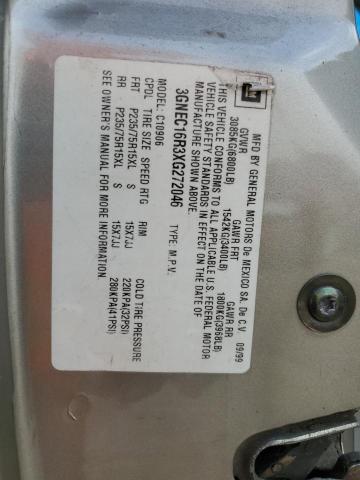 GM
MFD BY GENERAL MOTORS De MEXICO SA. De C.V. 09/99
GVWR GAWR FRT GAWR RR
3085KG(6800LB) 1542KG(3400LB) 1800KG(3968LB)
THIS VEHICLE CONFORMS TO ALL APPLICABLE U.S. FEDERAL MOTOR
VEHICLE SAFETY STANDARDS IN EFFECT ON THE DATE OF
MANUFACTURE SHOWN ABOVE.
3GNEC16R3XG272046 TYPE: M.P.V.
MODEL: C10906
CPDL TIRE SIZE SPEED RTG RIM COLD TIRE PRESSURE
FRT P235/75R15XL S 15X7JJ 220KPA(32PSI)
RR P235/75R15XL S 15X7JJ 280KPA(41PSI)
SEE OWNER'S MANUAL FOR MORE INFORMATION.